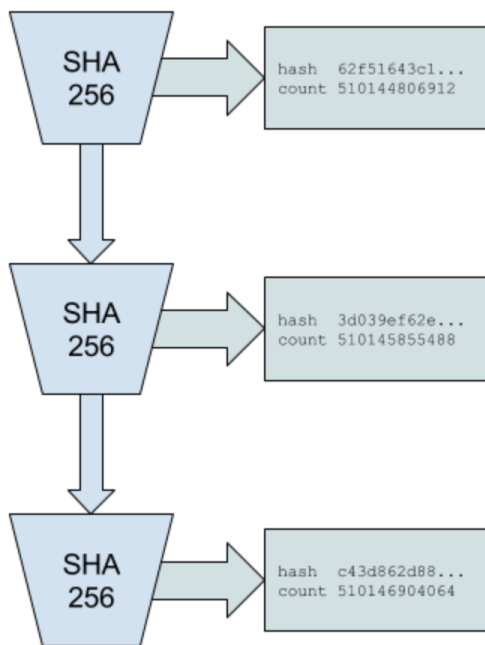 SHA
256
hash 62f51643c1...
count 510144806912
SHA
256
hash 3d039ef62e...
count 510145855488
SHA
256
hash c43d862d88...
count 510146904064